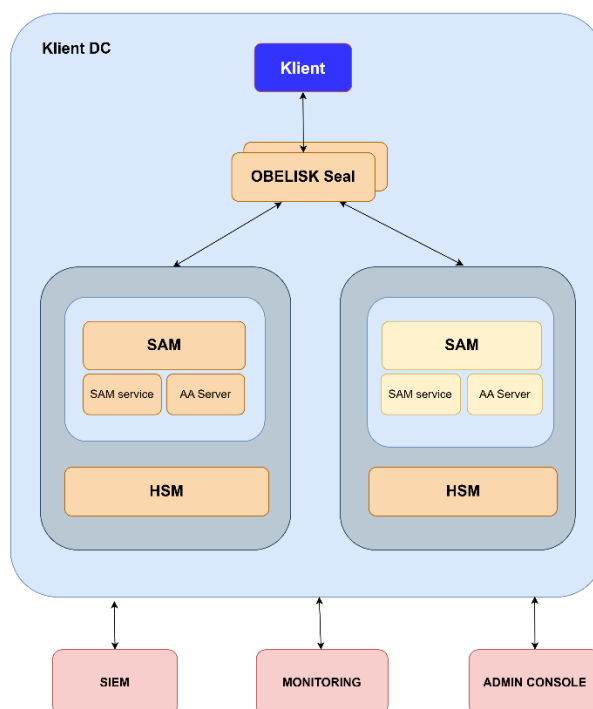 Klient DC
Klient
OBELISK Seal
SAM
SAM service
AA Server
HSM
SAM
SAM service
AA Server
HSM
SIEM
MONITORING
ADMIN CONSOLE